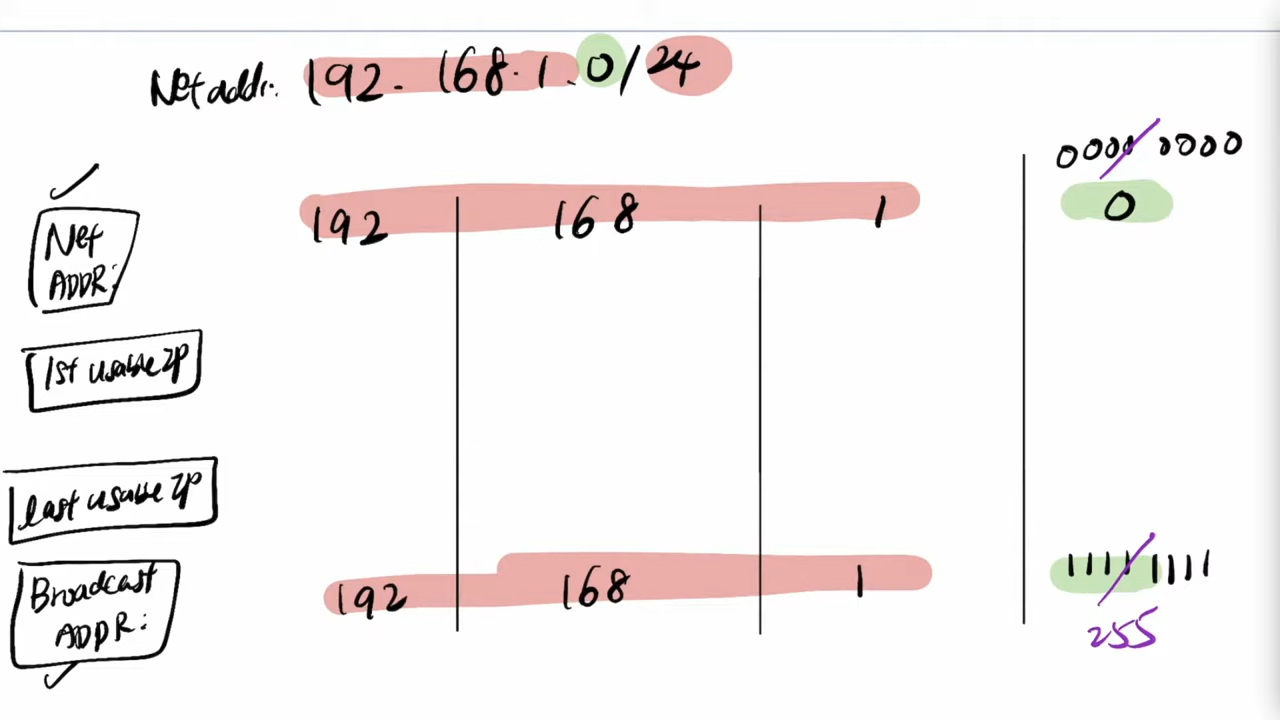 Net addr: 192.168.1.0/24
0000 0000
192 168 1 0
Net
ADDR:
1st usable IP
last usable IP
1111 1111
192 168 1
Broadcast
ADDR:
255